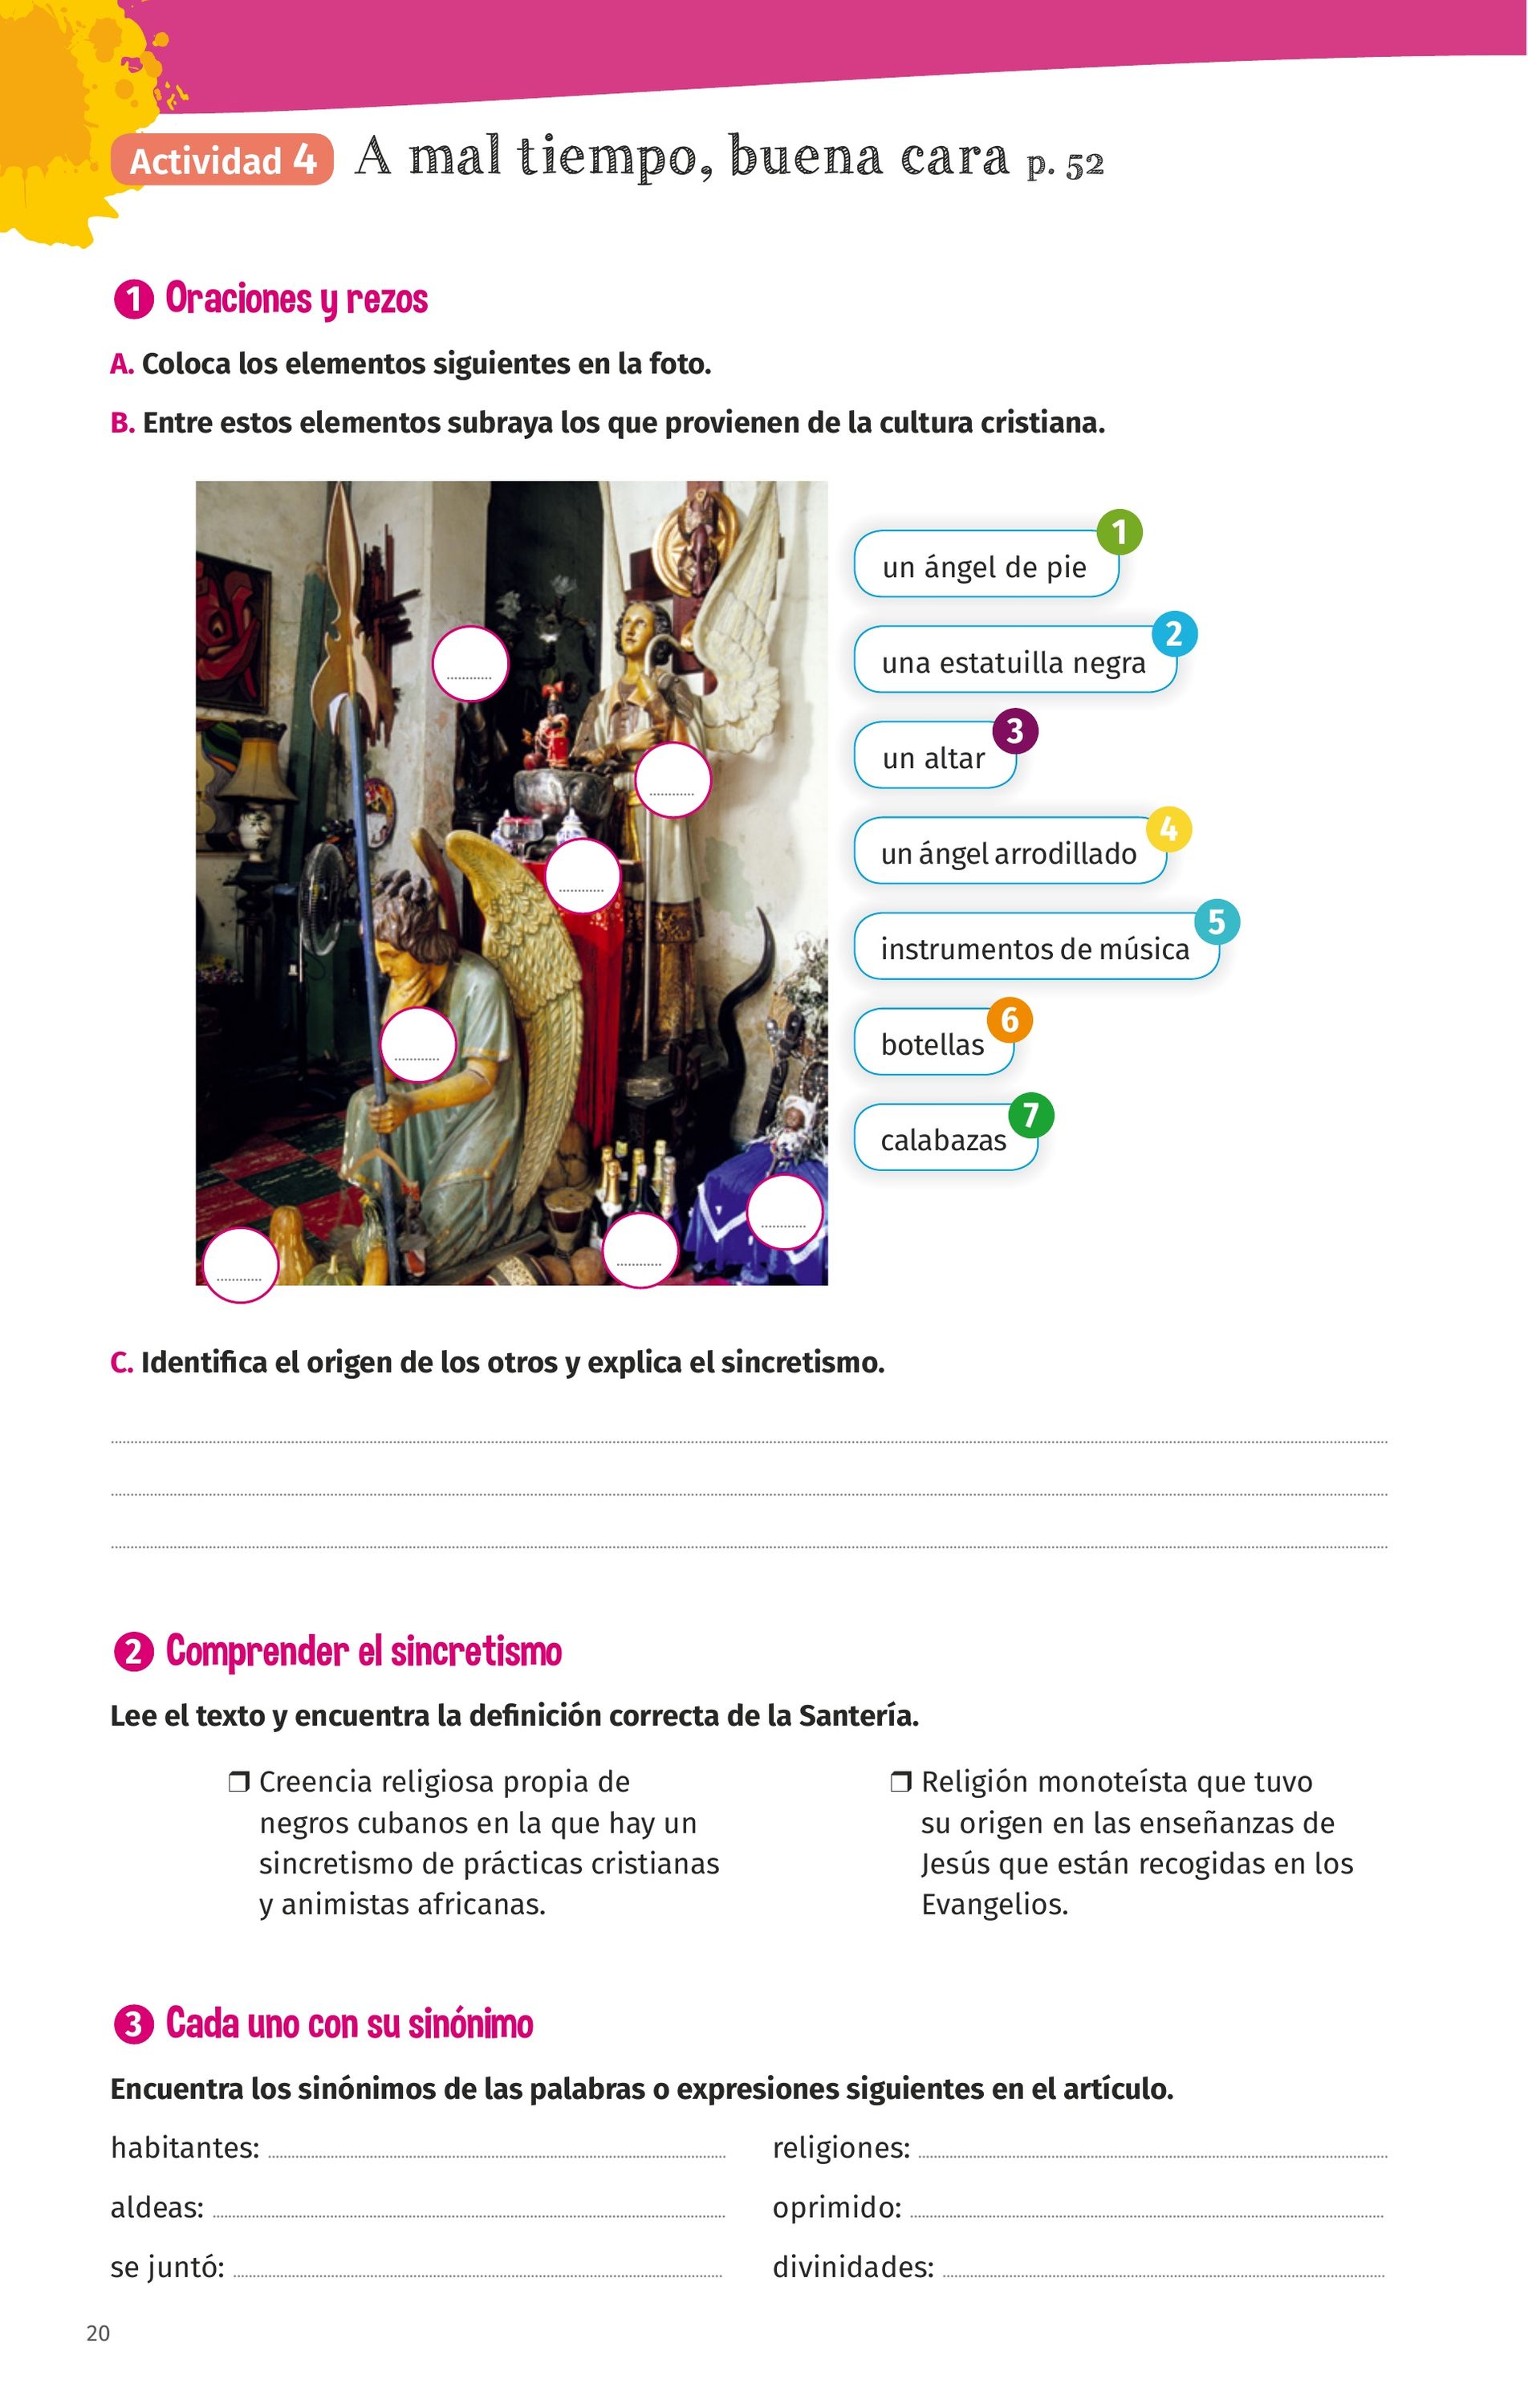 Actividad 4 A mal tiempo, buena cara p. 52
1 Oraciones y rezos
A. Coloca los elementos siguientes en la foto.
B. Entre estos elementos subraya los que provienen de la cultura cristiana.
1
un ángel de pie
2
una estatuilla negra
3
un altar
4
un ángel arrodillado
5
instrumentos de música
6
botellas
7
calabazas
C. Identifica el origen de los otros y explica el sincretismo.
2 Comprender el sincretismo
Lee el texto y encuentra la definición correcta de la Santería.
❒ Creencia religiosa propia de
negros cubanos en la que hay un
sincretismo de prácticas cristianas
y animistas africanas.
❒ Religión monoteísta que tuvo
su origen en las enseñanzas de
Jesús que están recogidas en los
Evangelios.
3 Cada uno con su sinónimo
Encuentra los sinónimos de las palabras o expresiones siguientes en el artículo.
habitantes:
religiones:
aldeas:
oprimido:
se juntó:
divinidades:
20